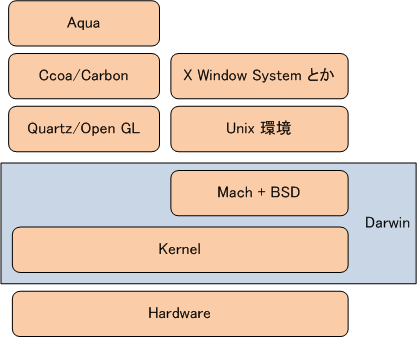 Aqua
Ccoa/Carbon
X Window System とか
Quartz/Open GL
Unix 環境
Mach + BSD
Darwin
Kernel
Hardware